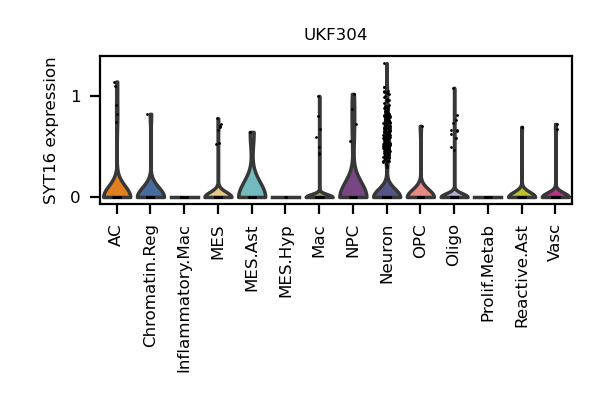 UKF304
SYT16 expression
1
0
AC
Chromatin.Reg
Inflammatory.Mac
MES
MES.Ast
MES.Hyp
Mac
NPC
Neuron
OPC
Oligo
Prolif.Metab
Reactive.Ast
Vasc